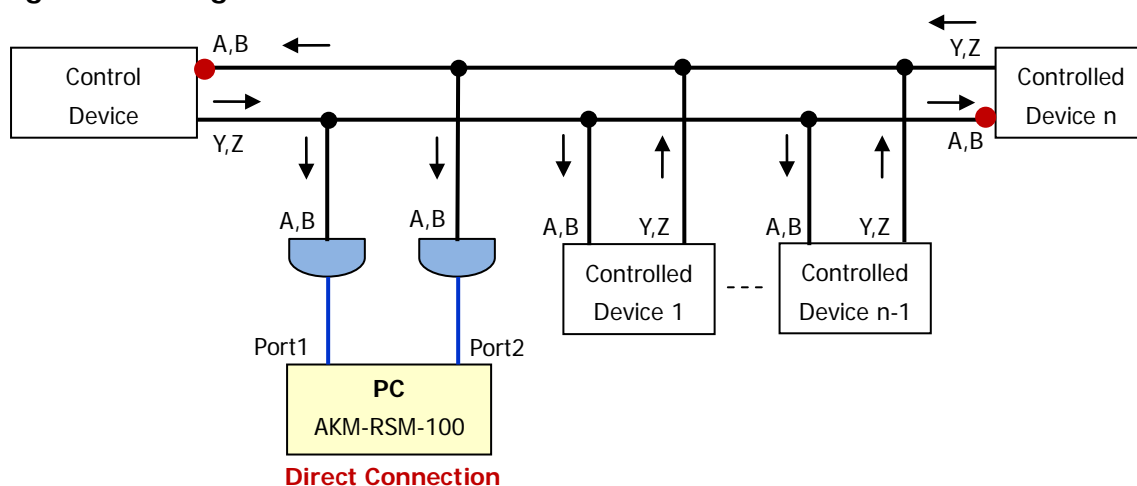 A,B
Y,Z
Control
Device
Controlled
Device n
Y,Z
A,B
A,B
A,B
A,B
Y,Z
A,B
Y,Z
Controlled
Device 1
Controlled
Device n-1
Port1
Port2
PC
AKM-RSM-100
Direct Connection